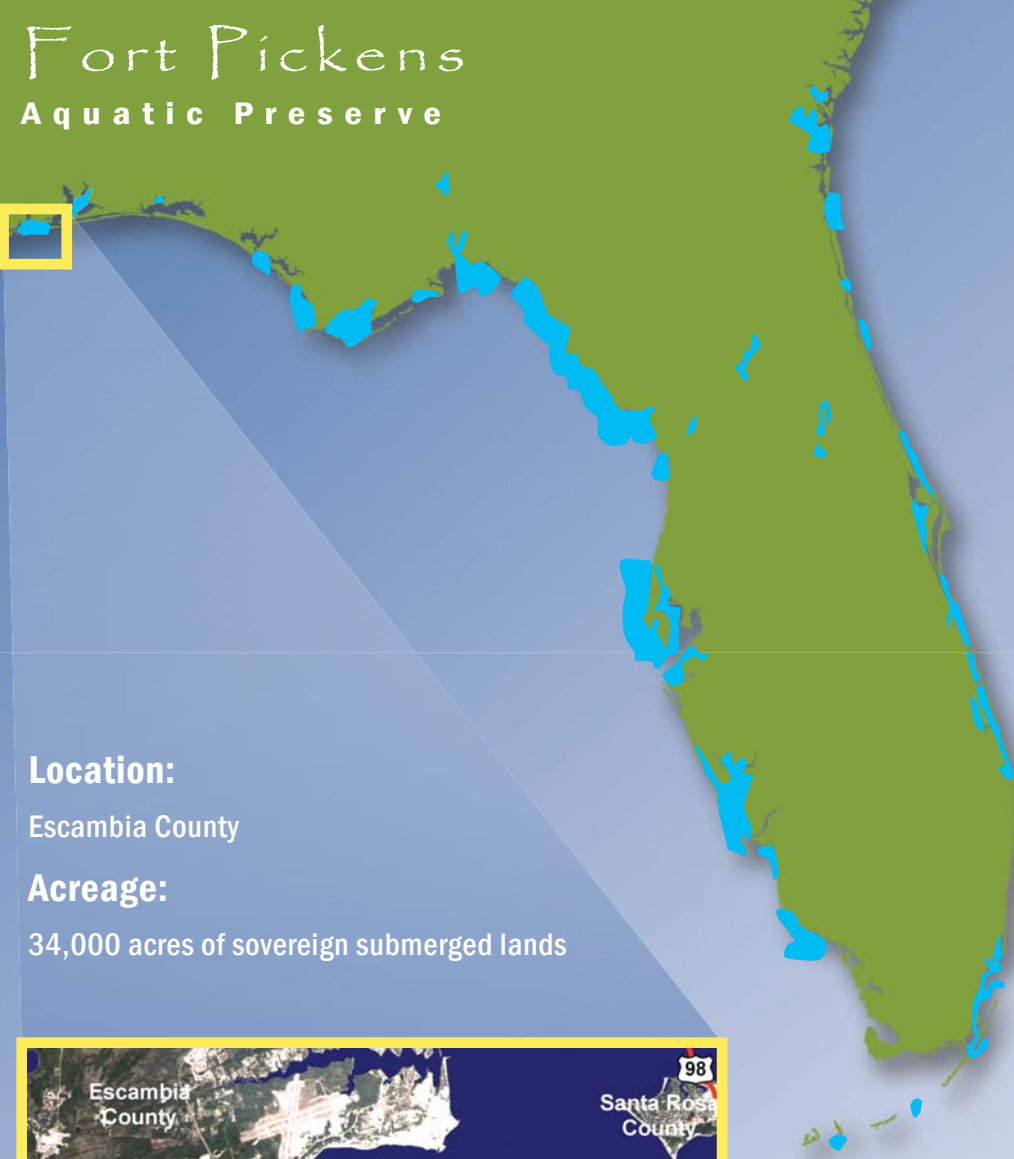 Fort Pickens
Aquatic Preserve
Location:
Escambia County
Acreage:
34,000 acres of sovereign submerged lands
Escambia
County
98
Santa Rosa
County